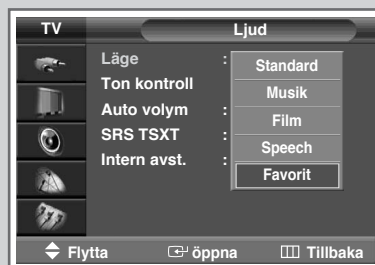 TV Ljud
Läge :
Ton kontroll
Auto volym :
SRS TSXT :
Intern avst. :
Standard
Musik
Film
Speech
Favorit
Flytta öppna Tillbaka